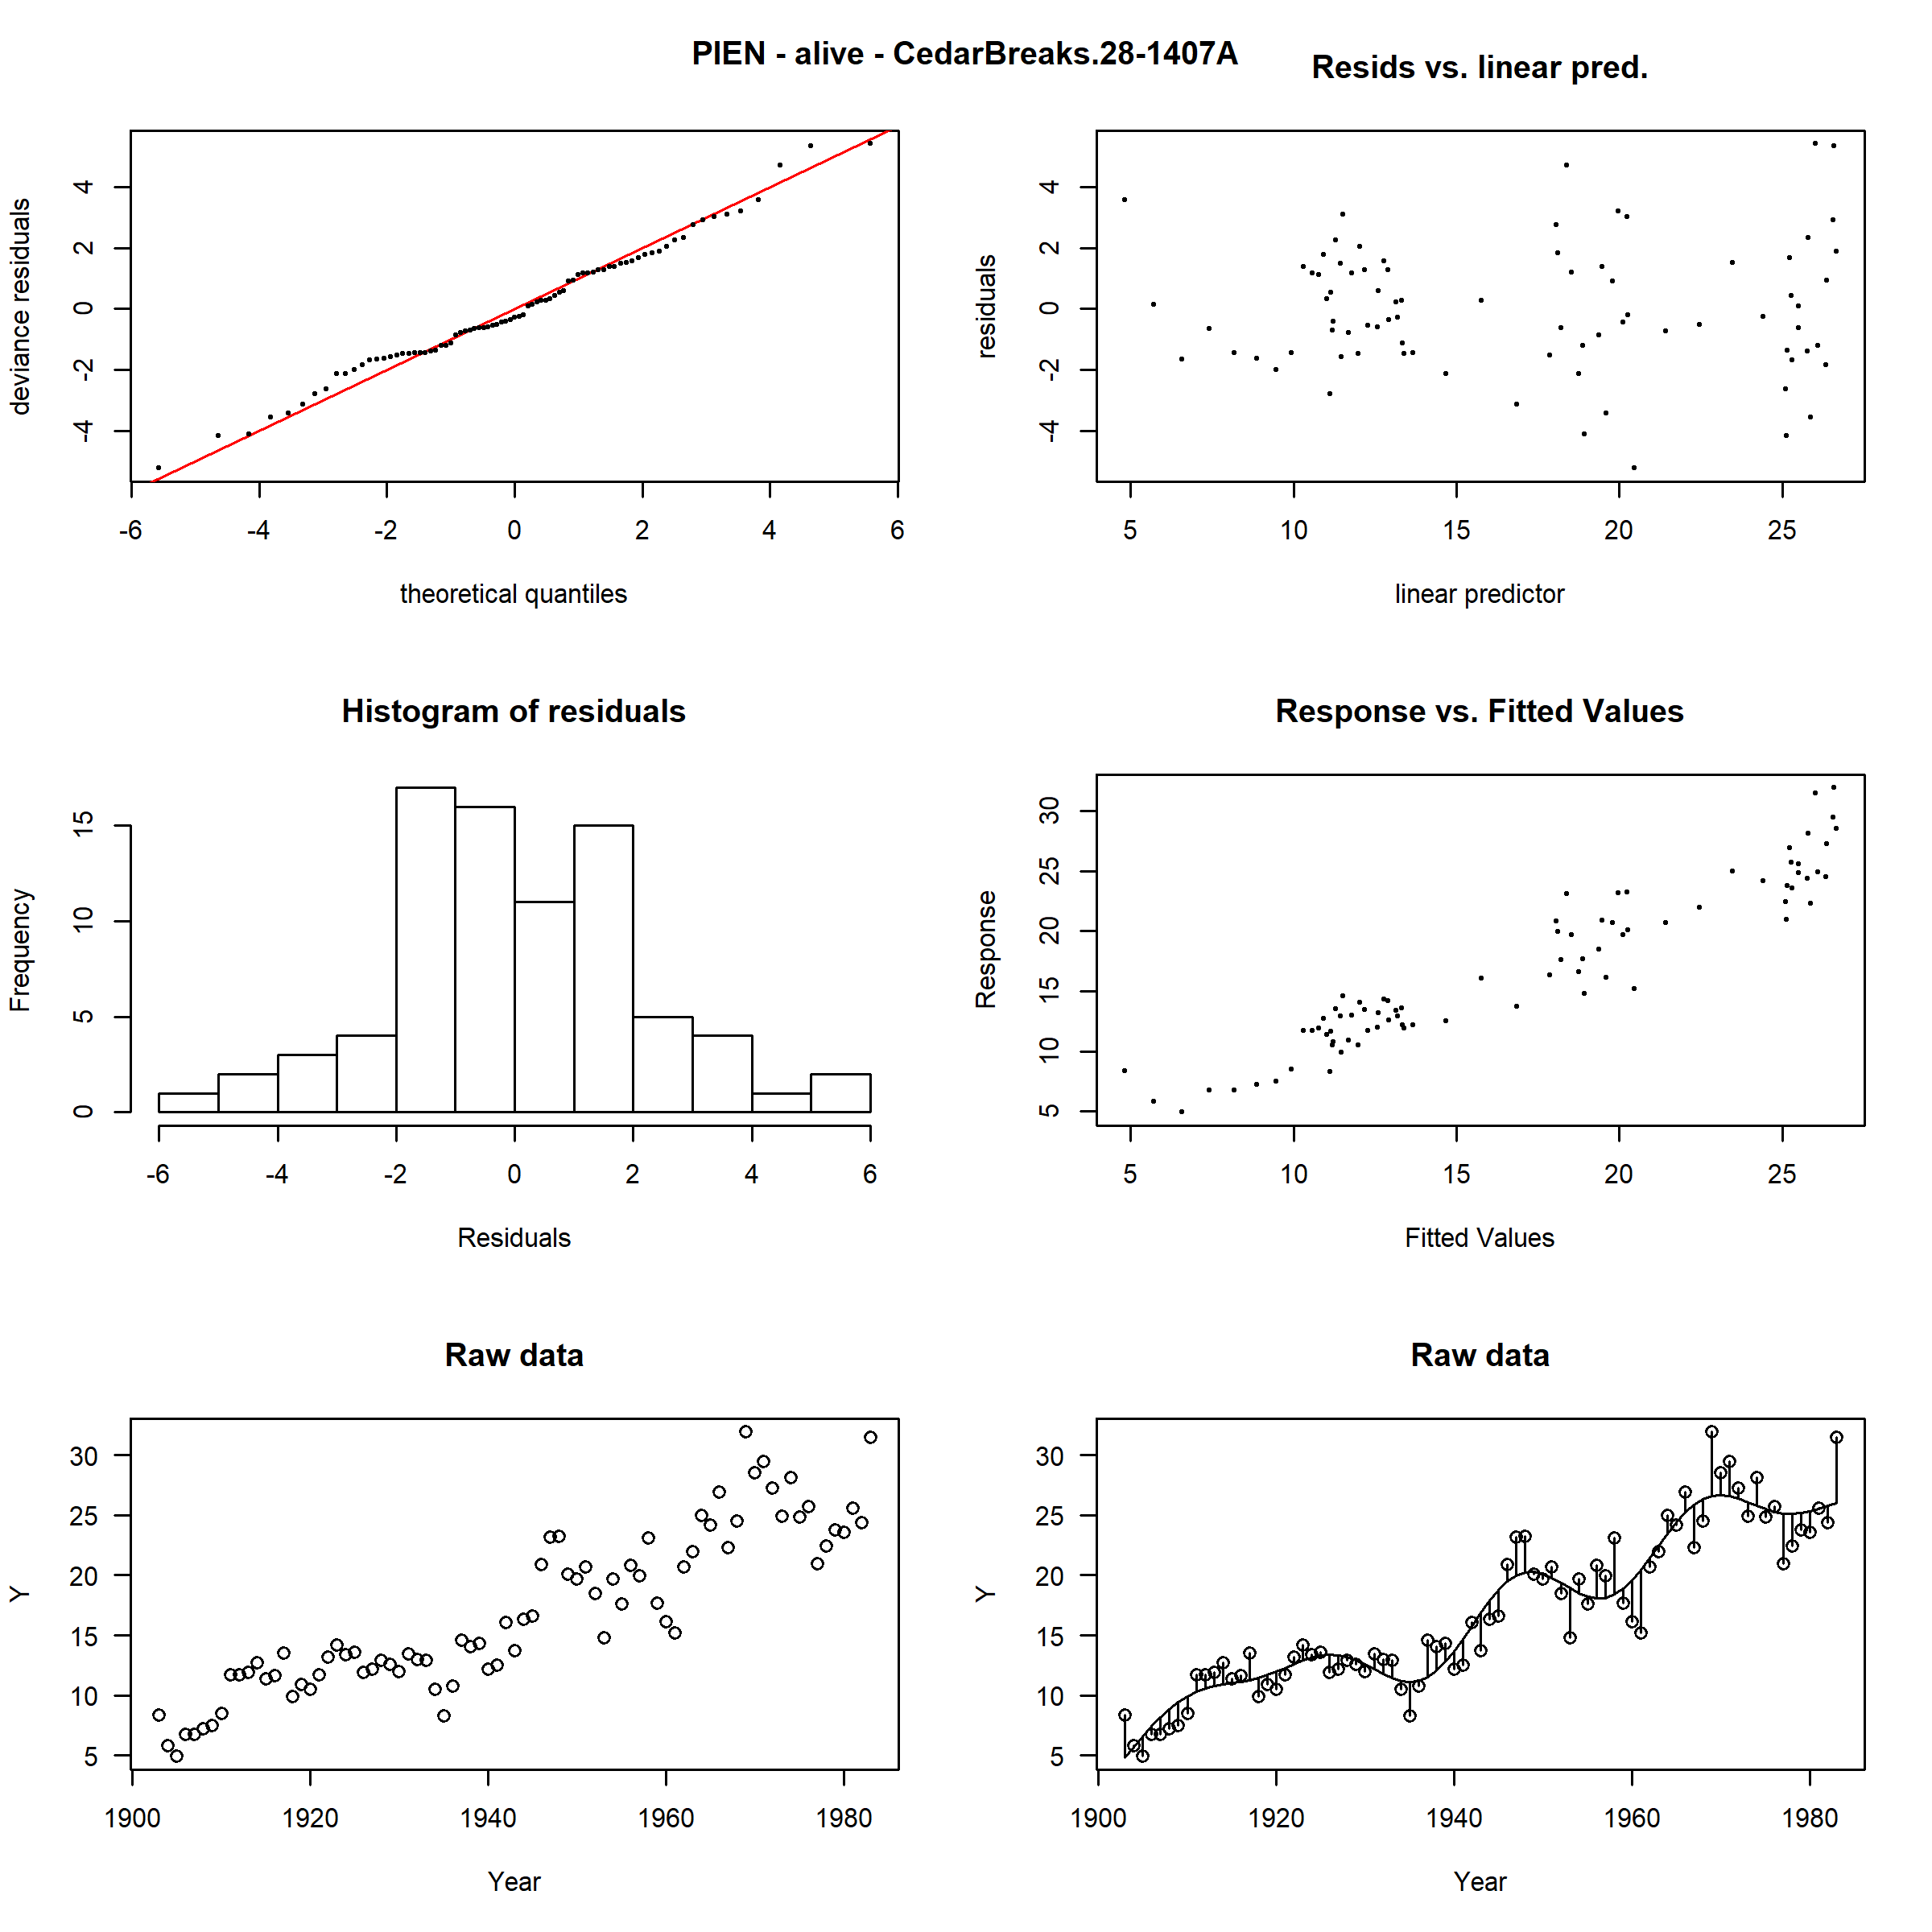 PIEN - alive - CedarBreaks.28-1407A
Resids vs. linear pred.
deviance residuals
4
2
0
-2
-4
-6 -4 -2 0 2 4 6
theoretical quantiles
residuals
4
2
0
-2
-4
5 10 15 20 25
linear predictor
Histogram of residuals
Frequency
15
10
5
0
-6 -4 -2 0 2 4 6
Residuals
Response vs. Fitted Values
Response
30
25
20
15
10
5
5 10 15 20 25
Fitted Values
Raw data
Y
30
25
20
15
10
5
1900 1920 1940 1960 1980
Year
Raw data
Y
30
25
20
15
10
5
1900 1920 1940 1960 1980
Year